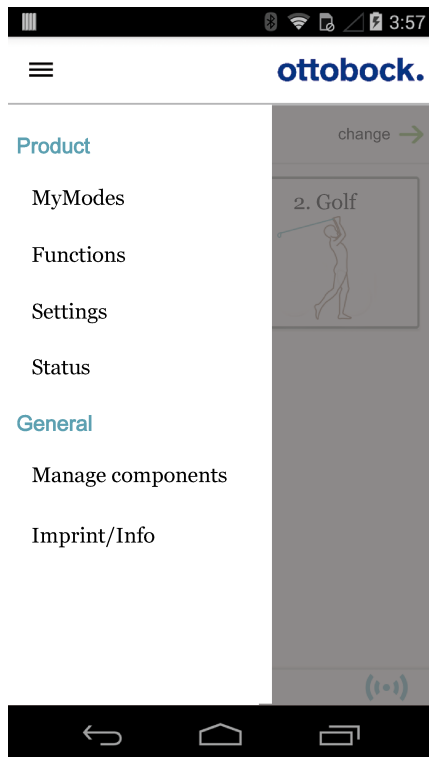 3:57
ottobock.
Product
change
MyModes
2. Golf
Functions
Settings
Status
General
Manage components
Imprint/Info